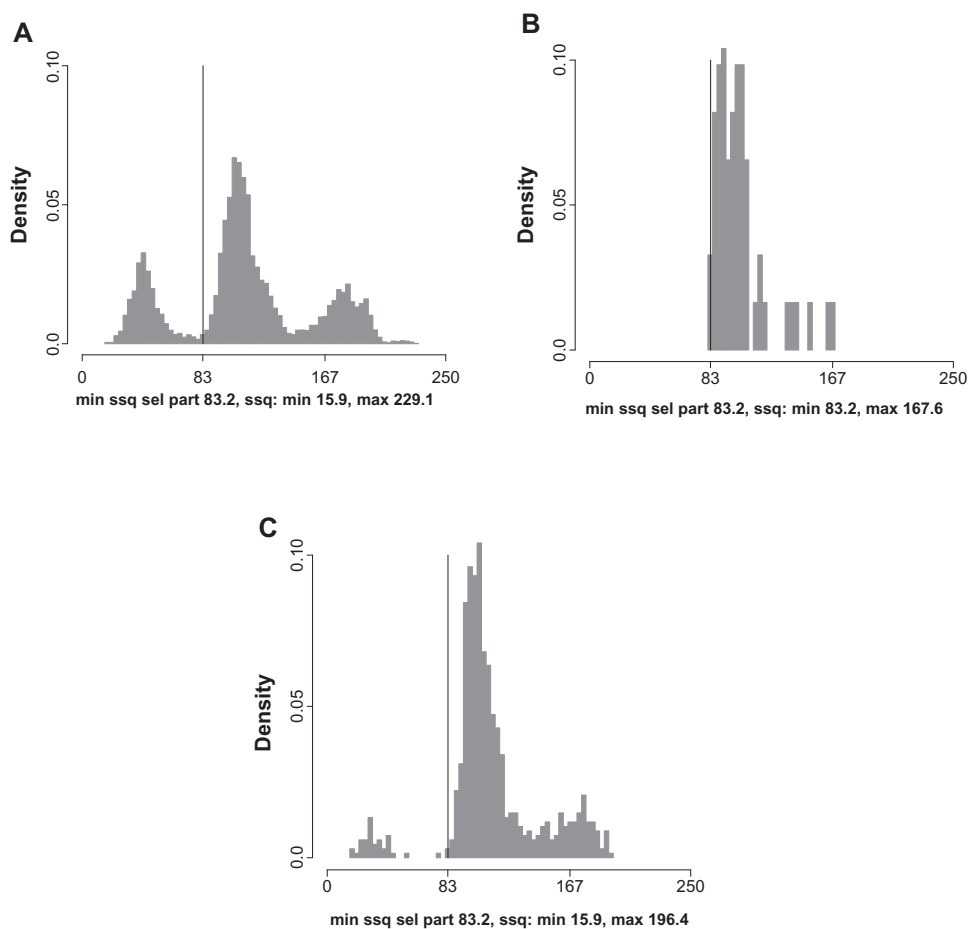 A
Density
0.10
0.05
0.0
0 83 167 250
min ssq sel part 83.2, ssq: min 15.9, max 229.1
B
Density
0.10
0.05
0.0
0 83 167 250
min ssq sel part 83.2, ssq: min 83.2, max 167.6
C
Density
0.10
0.05
0.0
0 83 167 250
min ssq sel part 83.2, ssq: min 15.9, max 196.4